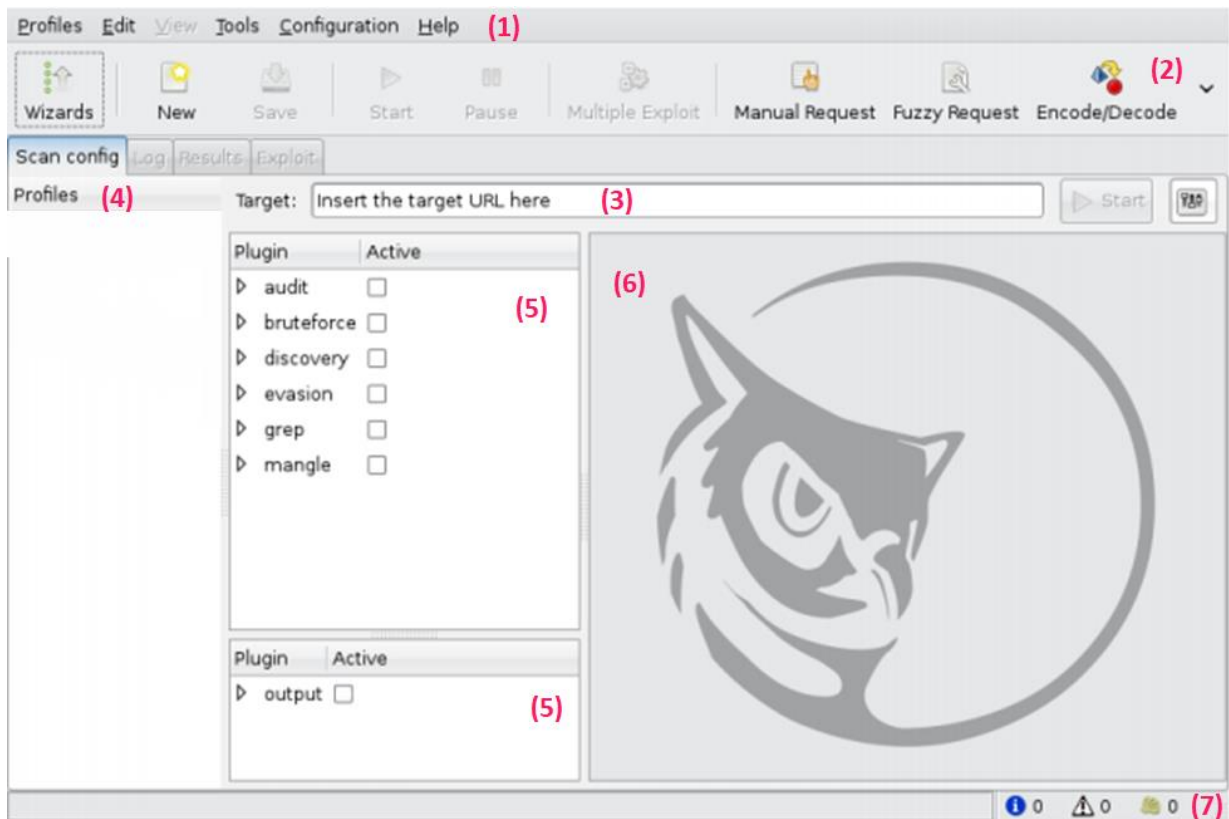 Profiles Edit View Tools Configuration Help (1)
Wizards New Save Start Pause Multiple Exploit Manual Request Fuzzy Request Encode/Decode (2)
Scan config Log Results Exploit
Profiles (4)
Target: Insert the target URL here (3) Start
Plugin Active
audit
bruteforce
discovery
evasion
grep
mangle
(5)
(6)
Plugin Active
output
(5)
0 0 0 (7)